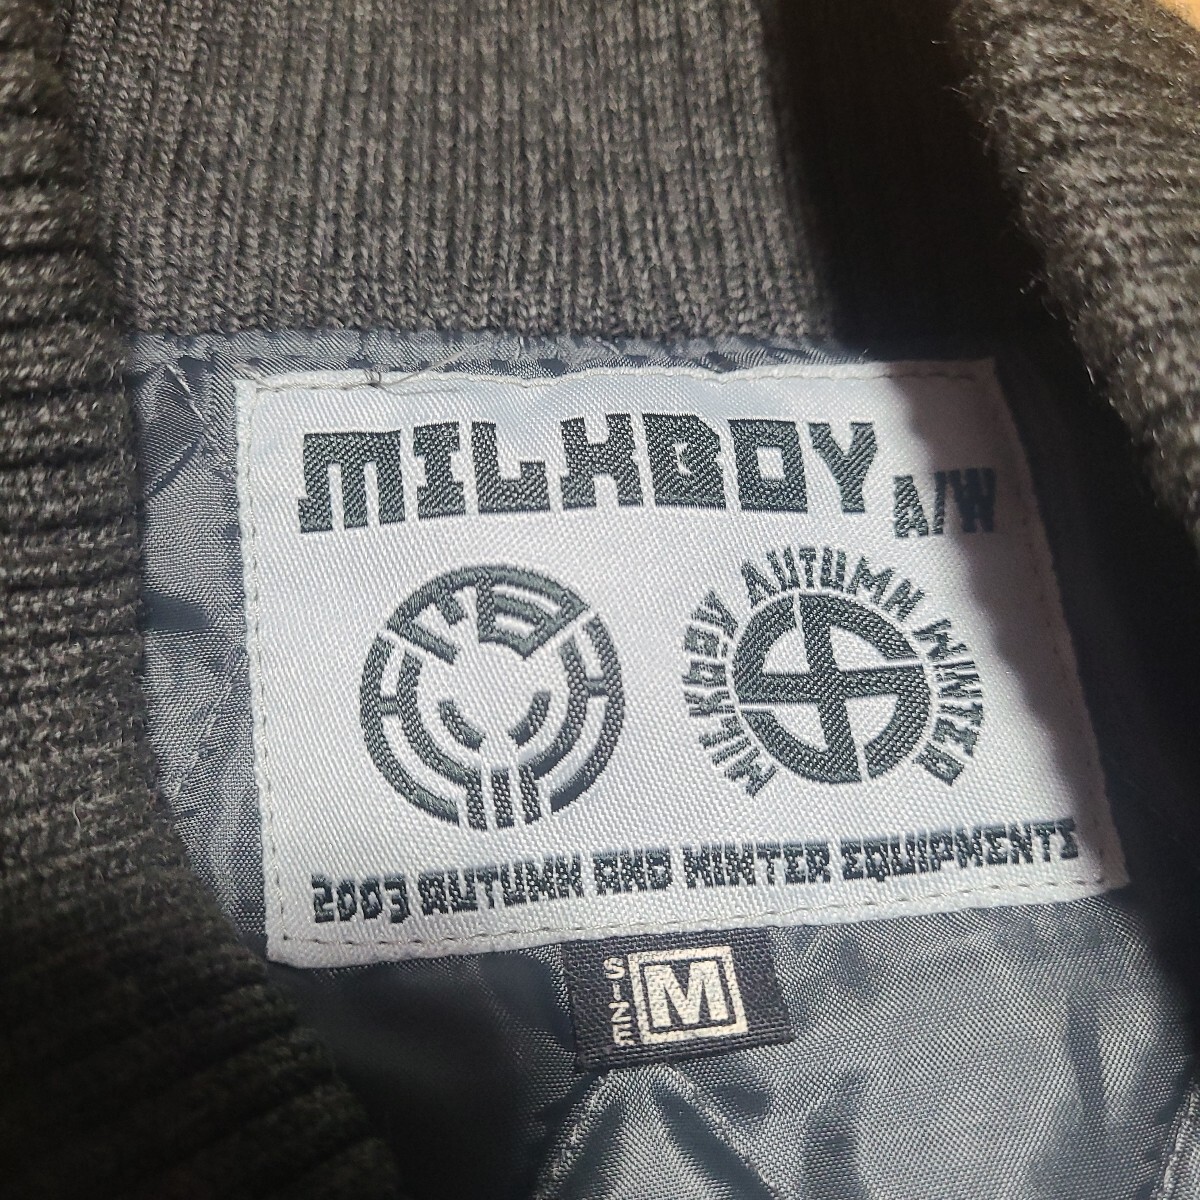 MILKBOY A/W
MILKBOY AUTUMN WINTER
2003 AUTUMN AND WINTER EQUIPMENTS
SIZE M